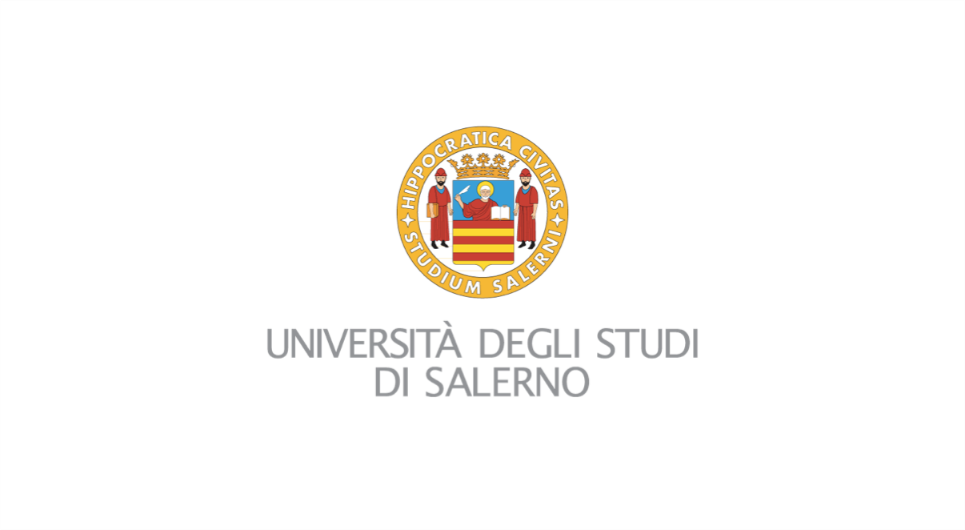 HIPPOCRATICA CIVITAS
STUDIUM SALERNI
UNIVERSITÀ DEGLI STUDI
DI SALERNO